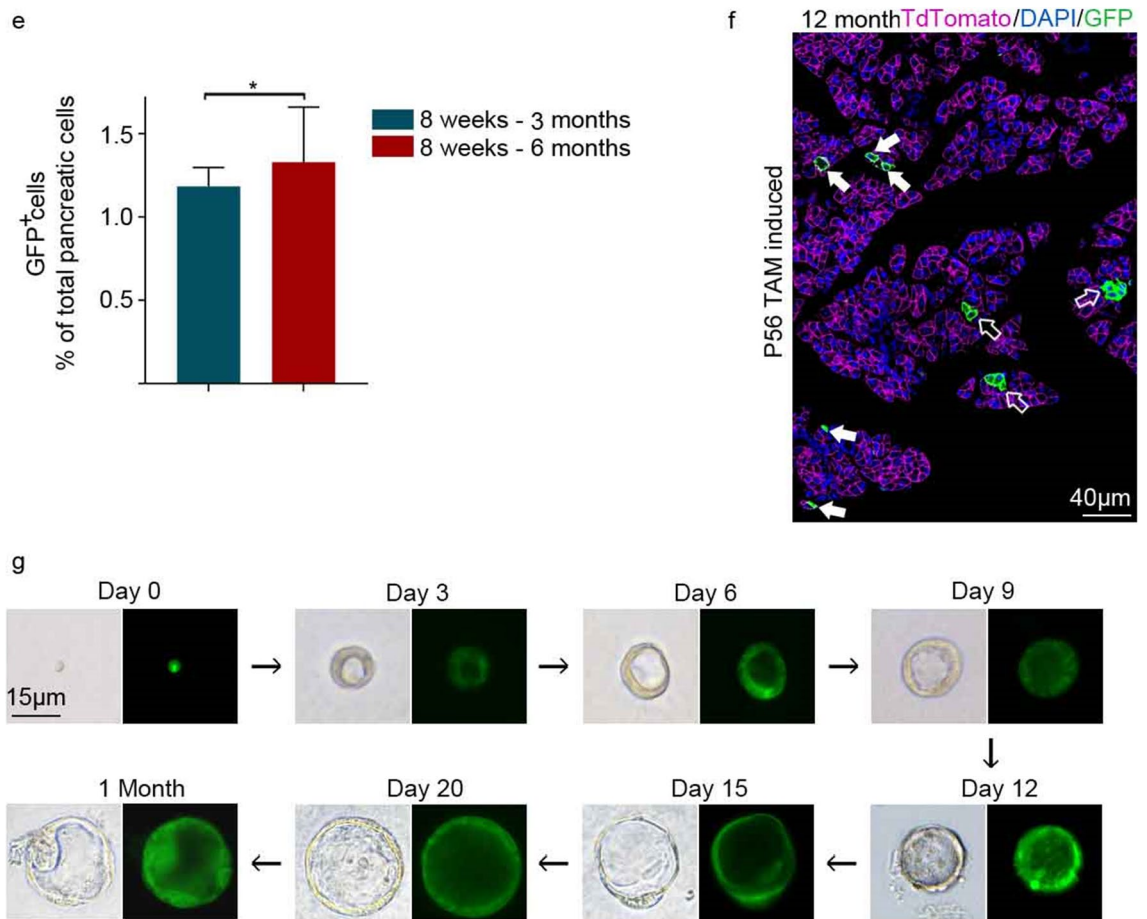 e
GFP+cells
% of total pancreatic cells
1.5
1.0
0.5
*
8 weeks - 3 months
8 weeks - 6 months
f
12 monthTdTomato/DAPI/GFP
P56 TAM induced
40µm
g
Day 0
Day 3
Day 6
Day 9
15µm
1 Month
Day 20
Day 15
Day 12